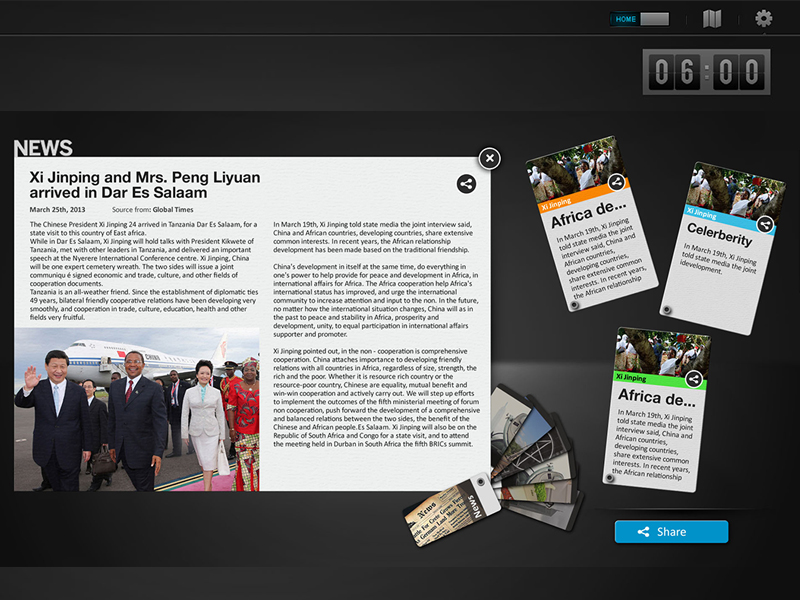 HOME
06:00
NEWS
Xi Jinping and Mrs. Peng Liyuan
arrived in Dar Es Salaam
March 25th, 2013 Source from: Global Times
The Chinese President Xi Jinping 24 arrived in Tanzania Dar Es Salaam, for a
state visit to this country of East africa.
While in Dar Es Salaam, Xi Jinping will hold talks with President Kikwete of
Tanzania, met with other leaders in Tanzania, and delivered an important
speech at the Nyerere International Conference centre. Xi Jinping, China
will be one expert cemetery wreath. The two sides will issue a joint
communiqu é signed economic and trade, culture, and other fields of
cooperation documents.
Tanzania is an all-weather friend. Since the establishment of diplomatic ties
49 years, bilateral friendly cooperative relations have been developing very
smoothly, and cooperation in trade, culture, education, health and other
fields very fruitful.
In March19th, Xi Jinping told state media the joint interview said,
China and African countries, developing countries, share extensive
common interests. In recent years, the African relationship
development has been made based on the traditional friendship.
China's development in itself at the same time, do everything in
one's power to help provide for peace and development in Africa, in
international affairs for Africa. The Africa cooperation help Africa's
international status has improved, and urge the international
community to increase attention and input to the non. In the future,
no matter how the international situation changes, China will as in
the past to peace and stability in Africa, prosperity and
development, unity, to equal participation in international affairs
supporter and promoter.
Xi Jinping pointed out, in the non - cooperation is comprehensive
cooperation. China attaches importance to developing friendly
relations with all countries in Africa, regardless of size, strength, the
rich and the poor. Whether it is resource rich country or the
resource-poor country, Chinese are equality, mutual benefit and
win-win cooperation and actively carry out. We will step up efforts
to implement the outcomes of the fifth ministerial meeting of forum
non cooperation, push forward the development of a comprehensive
and balanced relations between the two sides, the benefit of the
Chinese and African people.Es Salaam. Xi Jinping will also be on the
Republic of South Africa and Congo for a state visit, and to attend
the meeting held in Durban in South Africa the fifth BRICs summit.
CHINA
Xi Jinping
Africa de...
In March19th, Xi Jinping
told state media the joint
interview said, China and
African countries,
developing countries,
share extensive common
interests. In recent years,
the African relationship
Xi Jinping
Celerberity
In March19th, Xi Jinping
told state media the joint
idevelopment.
Xi Jinping
Africa de...
In March19th, Xi Jinping
told state media the joint
interview said, China and
African countries,
developing countries,
share extensive common
interests. In recent years,
the African relationship
News
News
Share